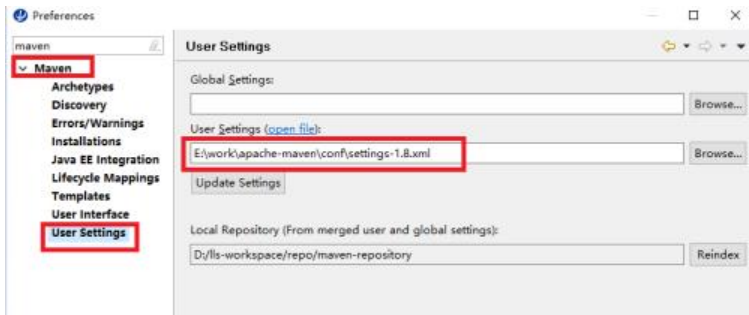 Preferences
maven
Maven
Archetypes
Discovery
Errors/Warnings
Installations
Java EE Integration
Lifecycle Mappings
Templates
User Interface
User Settings
User Settings
Global Settings:
Browse...
User Settings (open file):
E:\work\apache-maven\conf\settings-1.8.xml
Browse...
Update Settings
Local Repository (From merged user and global settings):
D:/lls-workspace/repo/maven-repository
Reindex